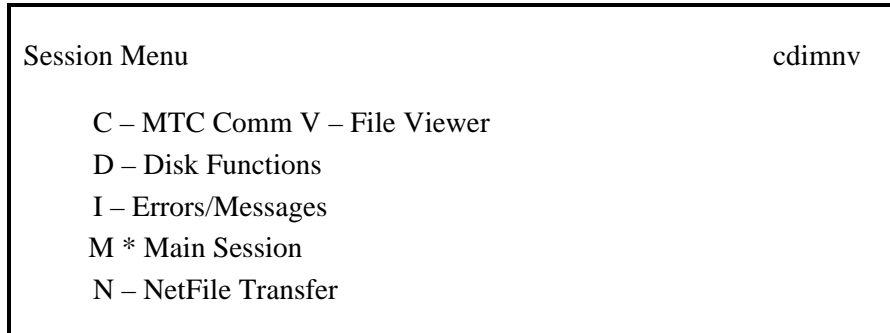 Session Menu cdimnv
C – MTC Comm V – File Viewer
D – Disk Functions
I – Errors/Messages
M * Main Session
N – NetFile Transfer